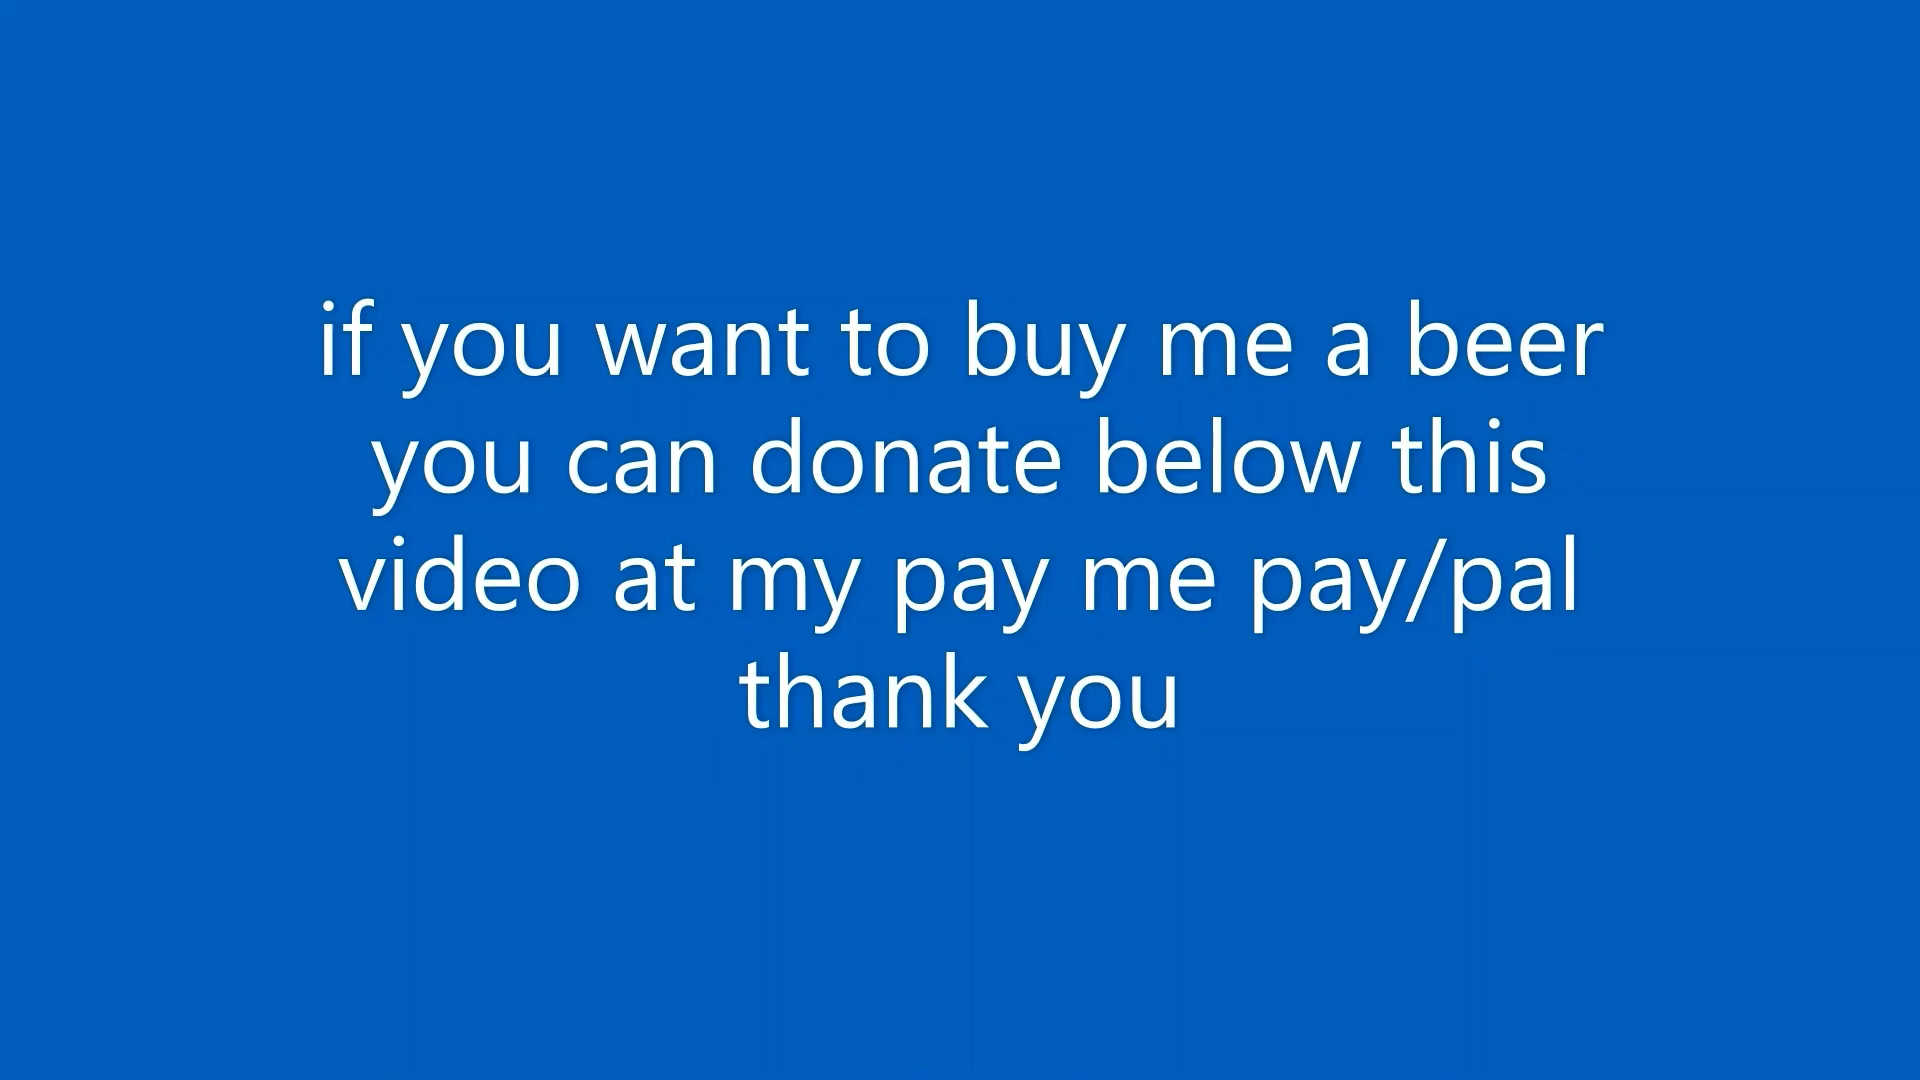 if you want to buy me a beer
you can donate below this
video at my pay me pay/pal
thank you